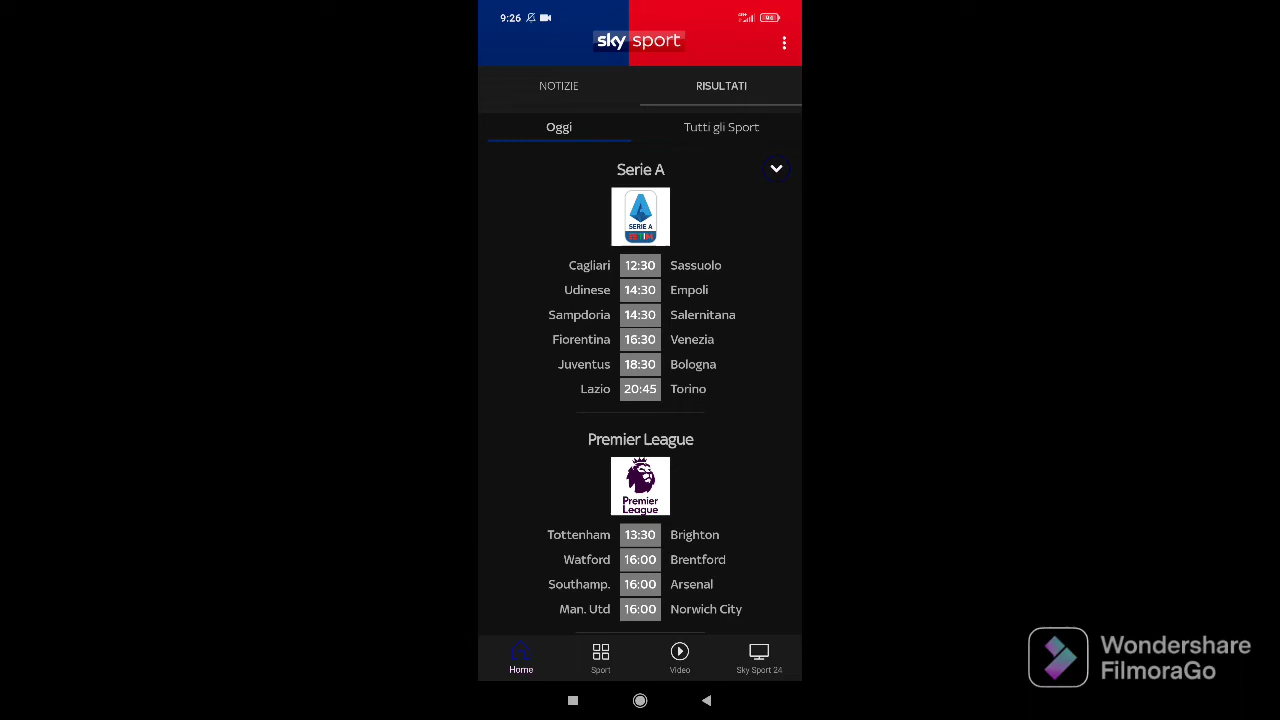 9:26
94
sky sport
NOTIZIE RISULTATI
Oggi Tutti gli Sport
Serie A
SERIE A
TIM
Cagliari 12:30 Sassuolo
Udinese 14:30 Empoli
Sampdoria 14:30 Salernitana
Fiorentina 16:30 Venezia
Juventus 18:30 Bologna
Lazio 20:45 Torino
Premier League
Premier
League
Tottenham 13:30 Brighton
Watford 16:00 Brentford
Southamp. 16:00 Arsenal
Man. Utd 16:00 Norwich City
Home Sport Video Sky Sport 24
Wondershare
FilmoraGo